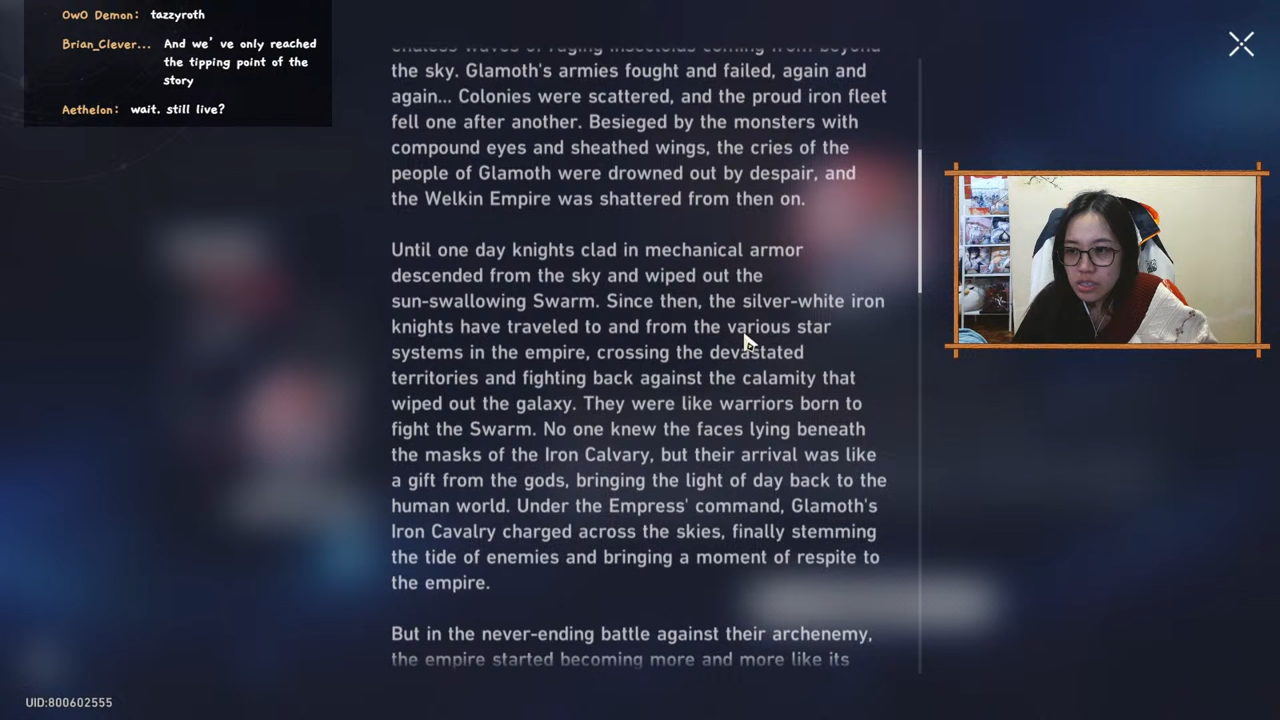 OwO Demon: tazzyroth
Brian_Clever... And we've only reached
the tipping point of the
story
Aethelon: wait. still live?
endless waves of raging insectoids coming from beyond
the sky. Glamoth's armies fought and failed, again and
again... Colonies were scattered, and the proud iron fleet
fell one after another. Besieged by the monsters with
compound eyes and sheathed wings, the cries of the
people of Glamoth were drowned out by despair, and
the Welkin Empire was shattered from then on.
Until one day knights clad in mechanical armor
descended from the sky and wiped out the
sun-swallowing Swarm. Since then, the silver-white iron
knights have traveled to and from the various star
systems in the empire, crossing the devastated
territories and fighting back against the calamity that
wiped out the galaxy. They were like warriors born to
fight the Swarm. No one knew the faces lying beneath
the masks of the Iron Calvary, but their arrival was like
a gift from the gods, bringing the light of day back to the
human world. Under the Empress' command, Glamoth's
Iron Cavalry charged across the skies, finally stemming
the tide of enemies and bringing a moment of respite to
the empire.
But in the never-ending battle against their archenemy,
the empire started becoming more and more like its
UID:800602555